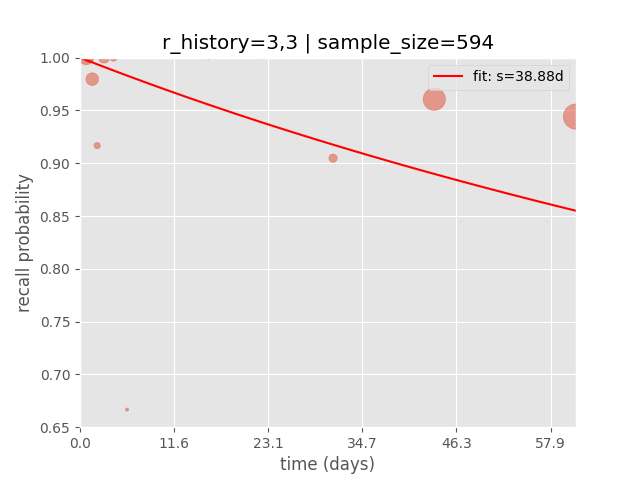 r_history=3,3 | sample_size=594
fit: s=38.88d
recall probability
1.00
0.95
0.90
0.85
0.80
0.75
0.70
0.65
0.0 11.6 23.1 34.7 46.3 57.9
time (days)